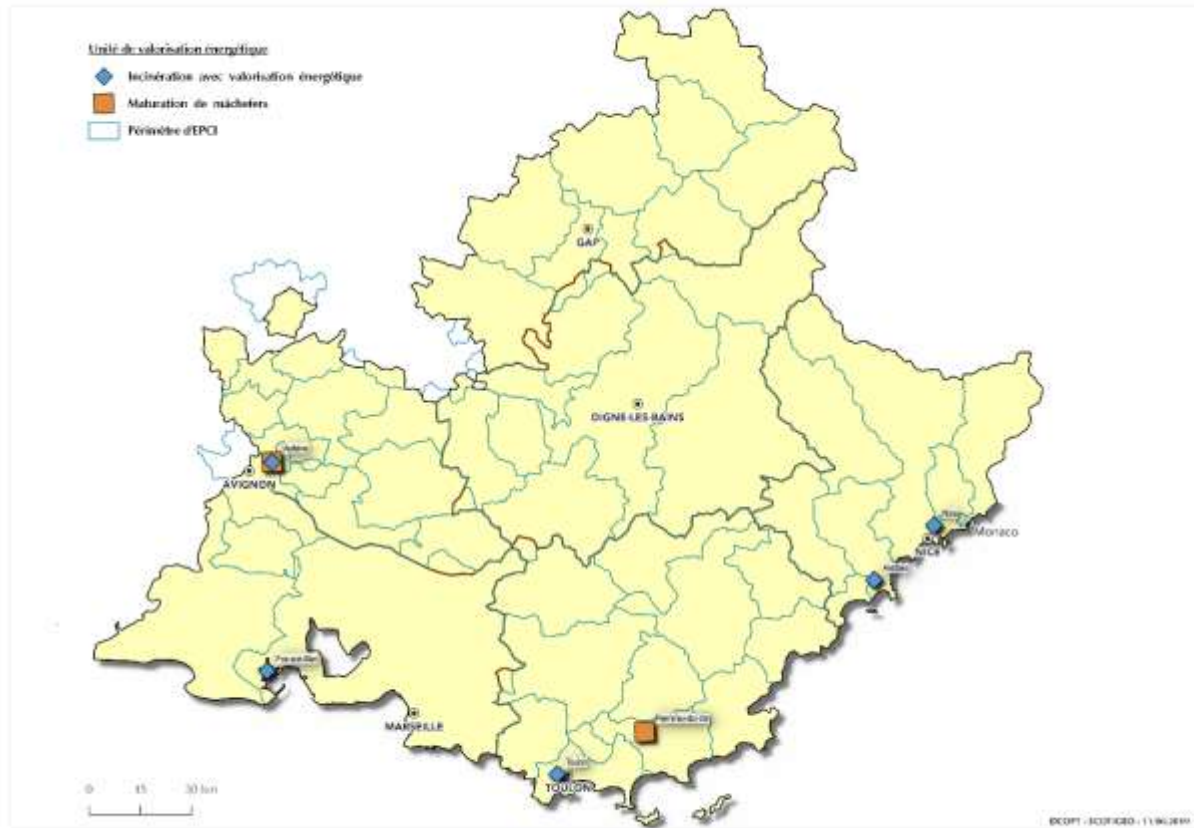 Unité de valorisation énergétique
Incinération avec valorisation énergétique
Maturation de mâchefers
Périmètre d'EPCI
GAP
DIGNE-LES-BAINS
AVIGNON
Monaco
NICE
MARSEILLE
Toulon
TOULON
0 15 30 km